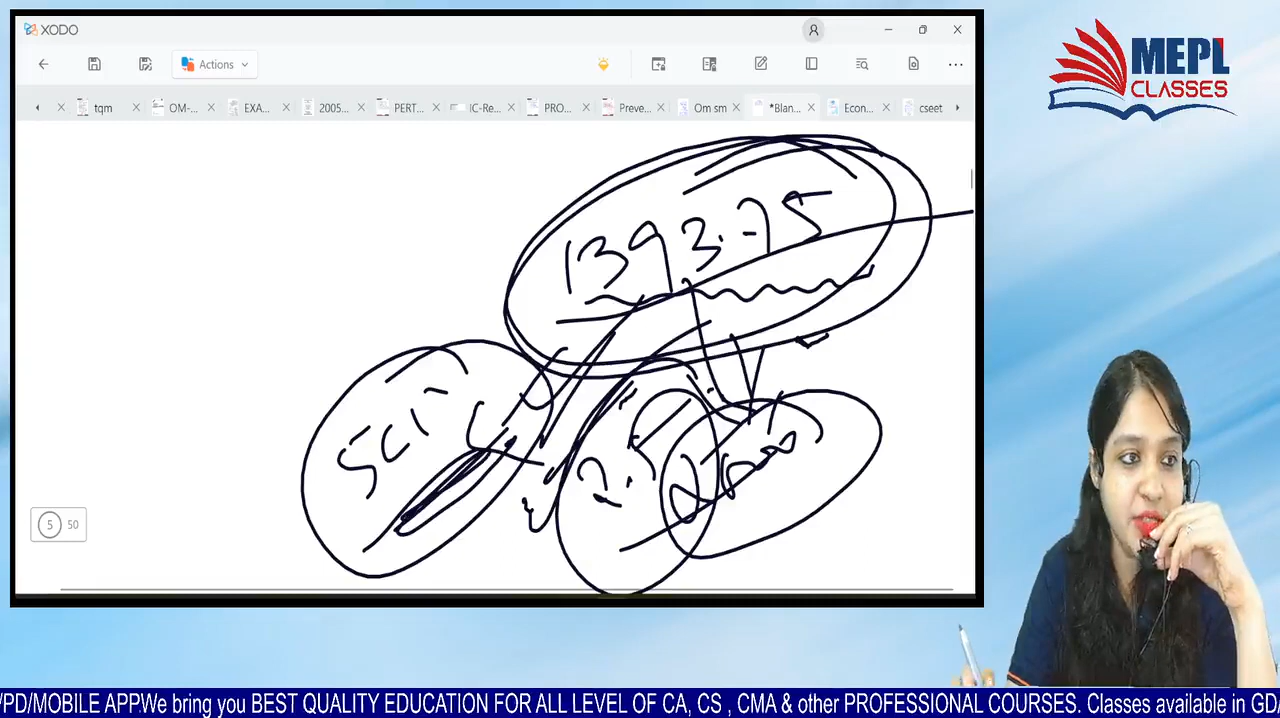 XODO
Actions
tqm
OM-...
EXA...
2005...
PERT...
IC-Re...
PRO...
Preve...
Om sm
*Blan...
Econ...
cseet
MEPL
CLASSES
1393.75
5 50
/PD/MOBILE APPWe bring you BEST QUALITY EDUCATION FOR ALL LEVEL OF CA, CS , CMA & other PROFESSIONAL COURSES. Classes available in GD